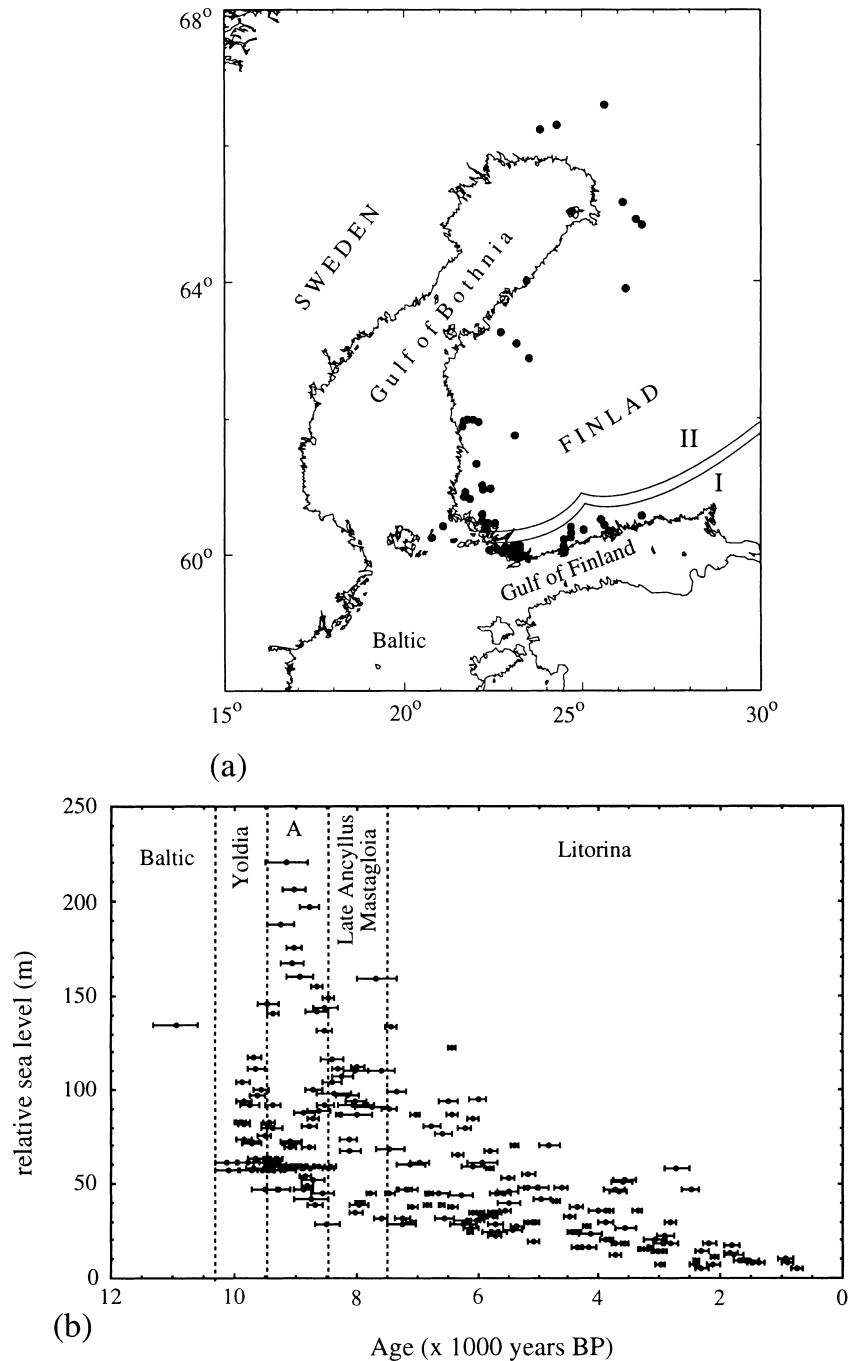 68°
64°
60°
15°
20°
25°
30°
SWEDEN
Gulf of Bothnia
FINLAD
II
I
Gulf of Finland
Baltic
(a)
250
200
150
100
50
0
relative sea level (m)
Baltic
Yoldia
A
Late Ancyllus
Mastagloia
Litorina
12
10
8
6
4
2
0
Age (x 1000 years BP)
(b)